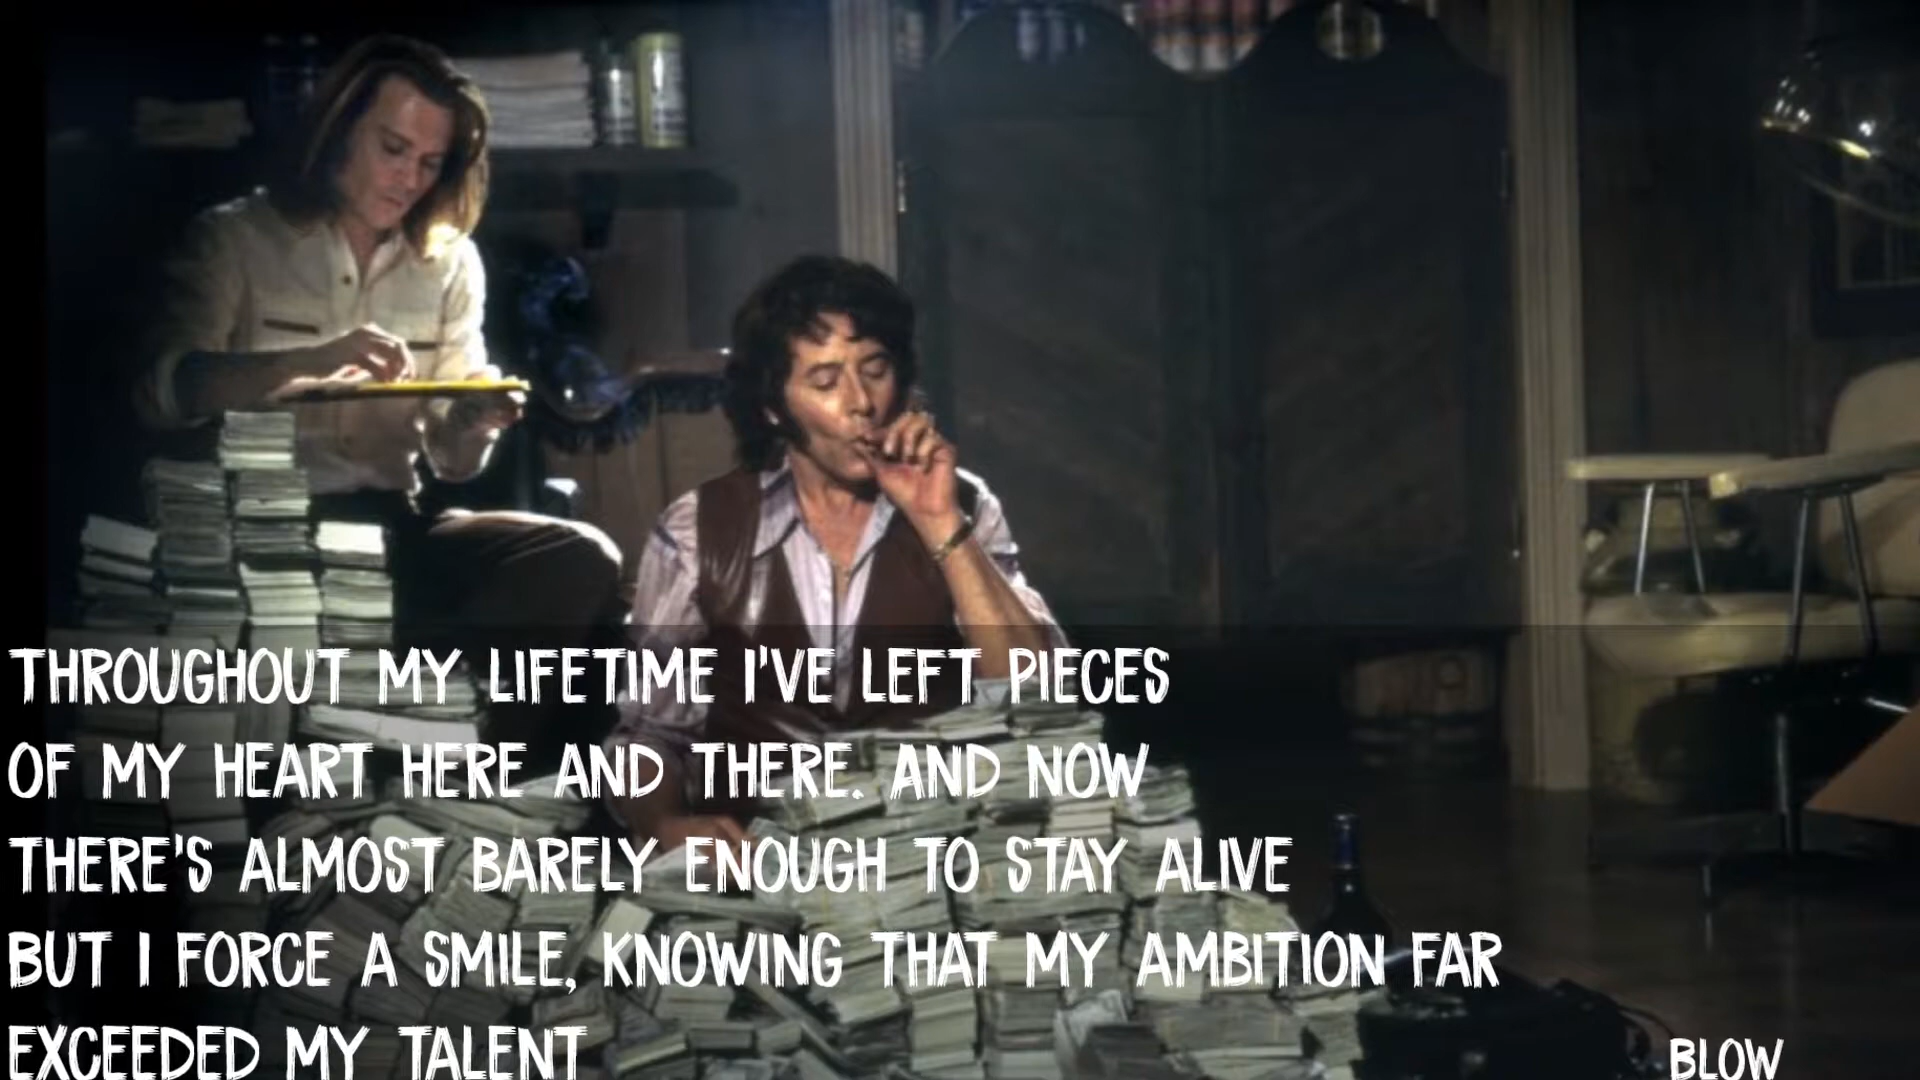 THROUGHOUT MY LIFETIME I'VE LEFT PIECES
OF MY HEART HERE AND THERE. AND NOW
THERE'S ALMOST BARELY ENOUGH TO STAY ALIVE
BUT I FORCE A SMILE, KNOWING THAT MY AMBITION FAR
EXCEEDED MY TALENT
BLOW